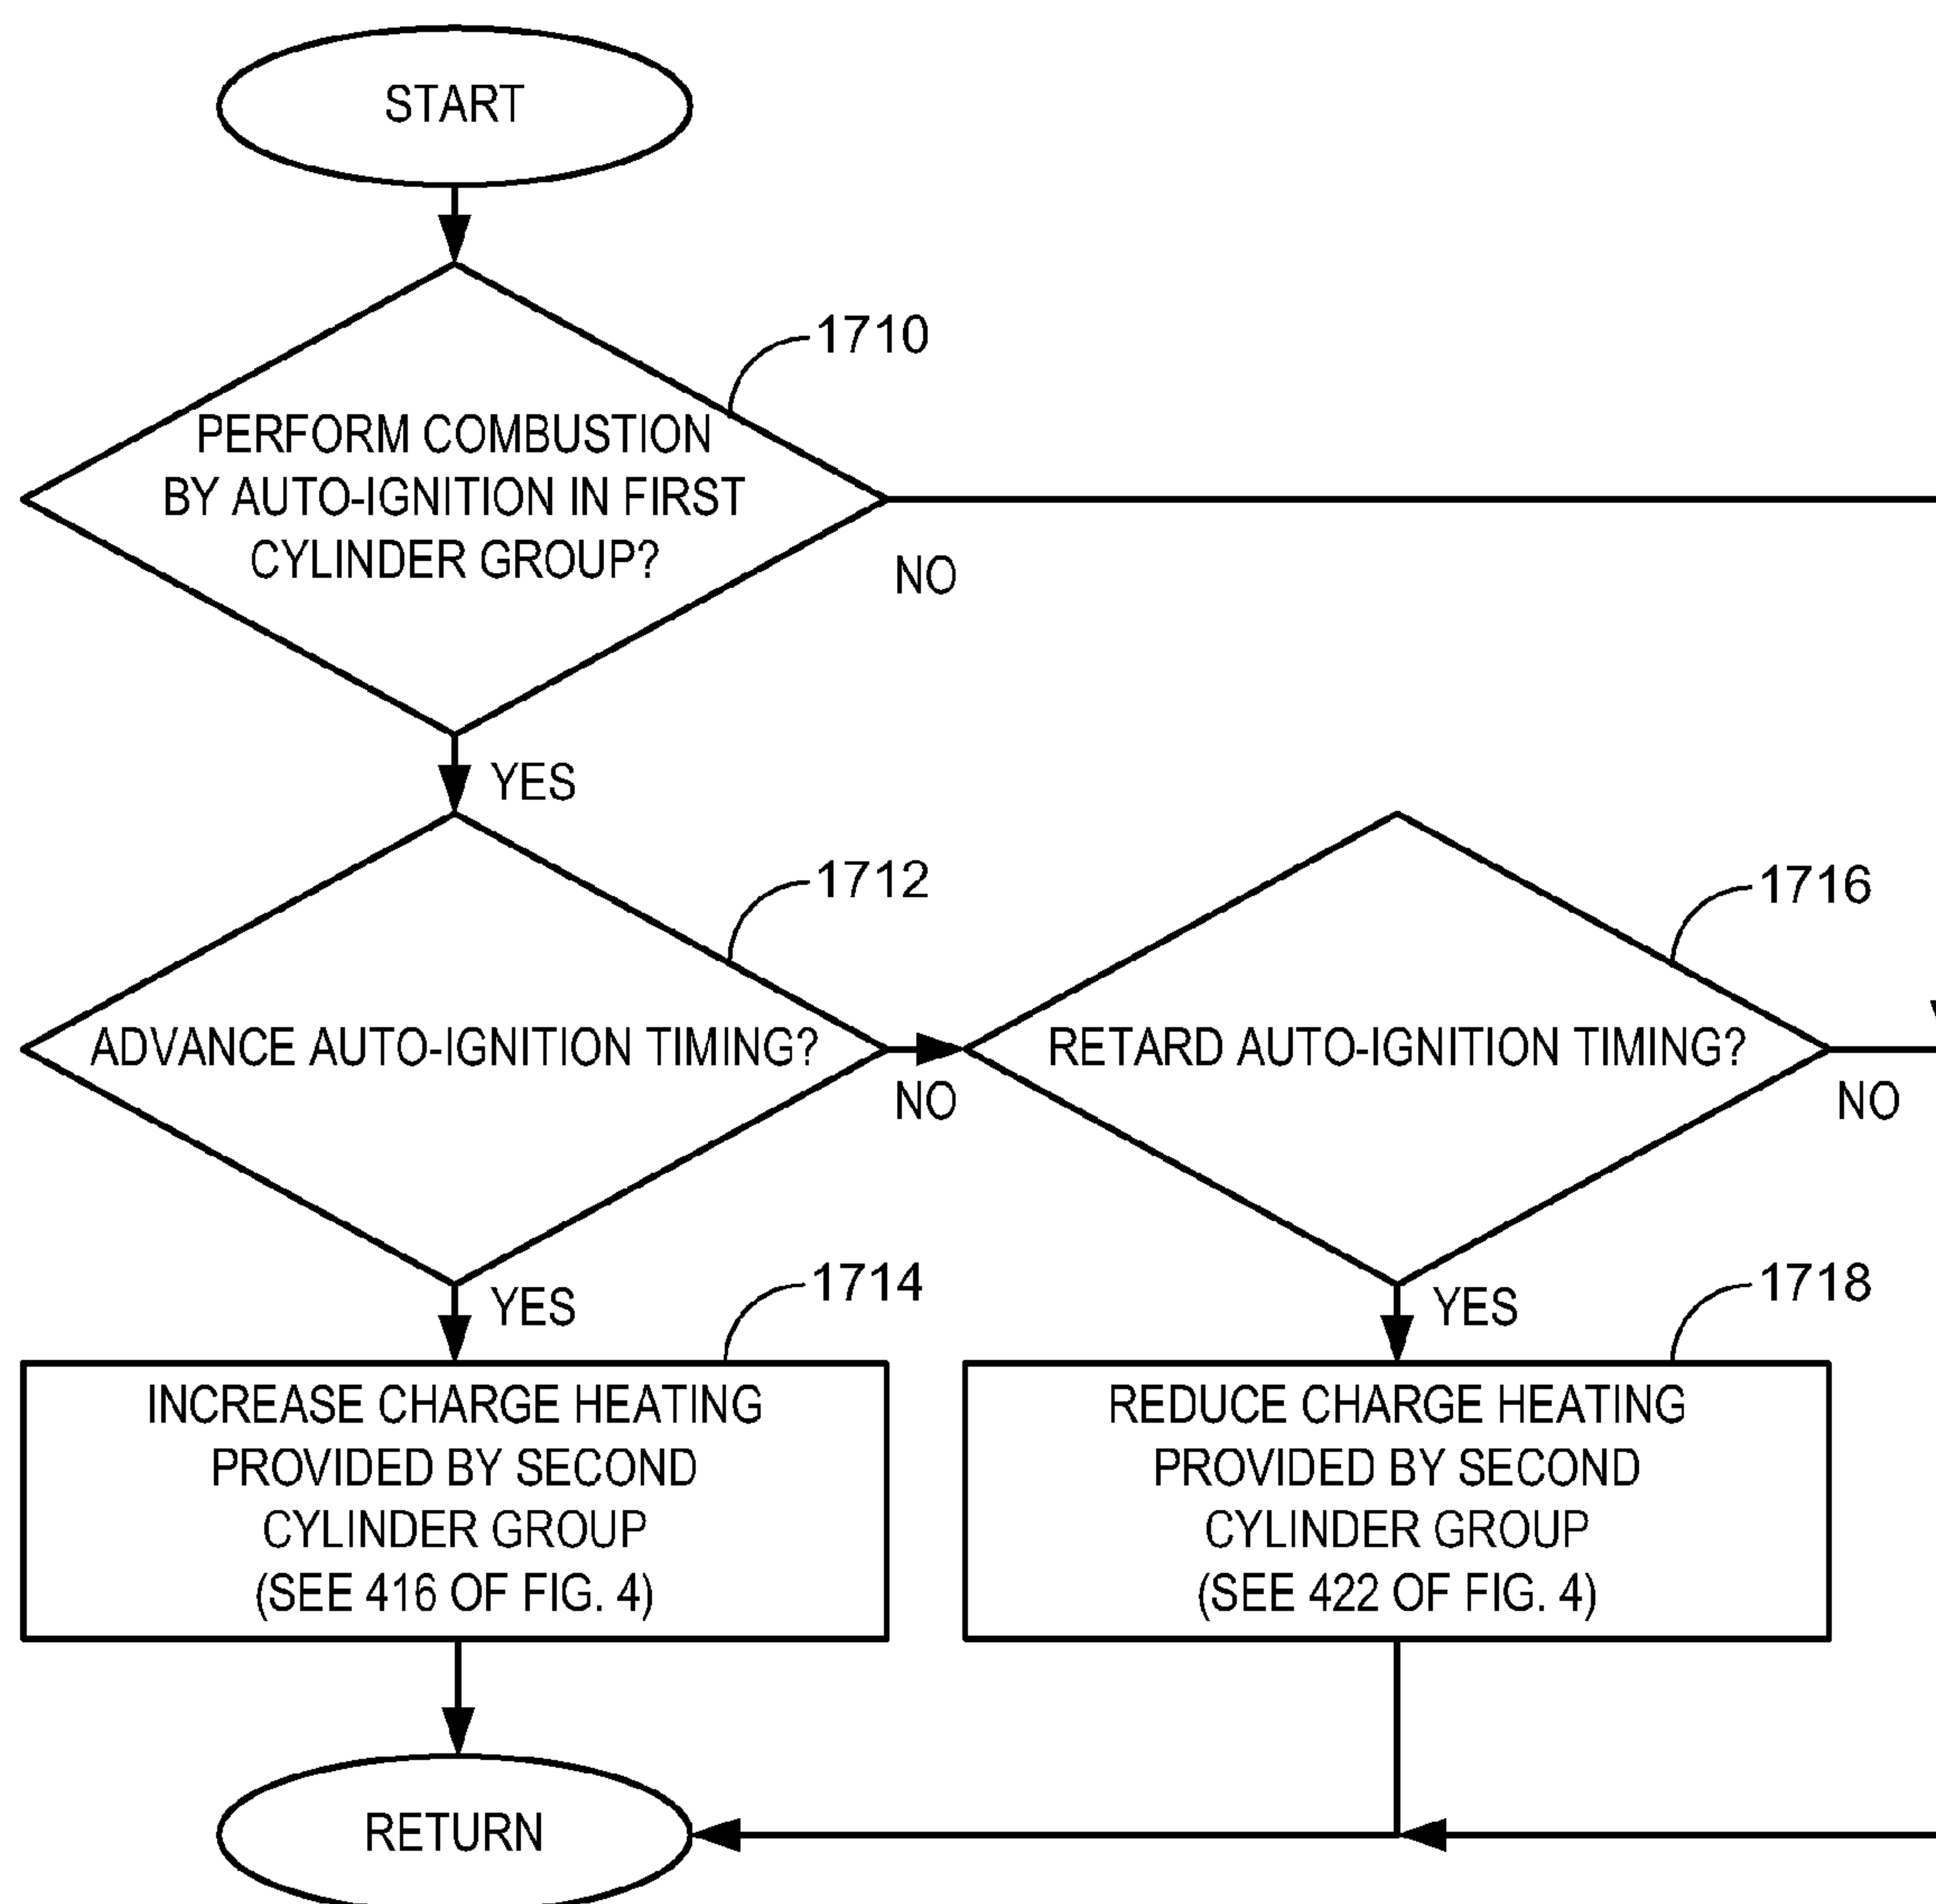 START
1710
PERFORM COMBUSTION
BY AUTO-IGNITION IN FIRST
CYLINDER GROUP?
NO
YES
1712
ADVANCE AUTO-IGNITION TIMING?
NO
1716
RETARD AUTO-IGNITION TIMING?
NO
YES
1714
INCREASE CHARGE HEATING
PROVIDED BY SECOND
CYLINDER GROUP
(SEE 416 OF FIG. 4)
YES
1718
REDUCE CHARGE HEATING
PROVIDED BY SECOND
CYLINDER GROUP
(SEE 422 OF FIG. 4)
RETURN